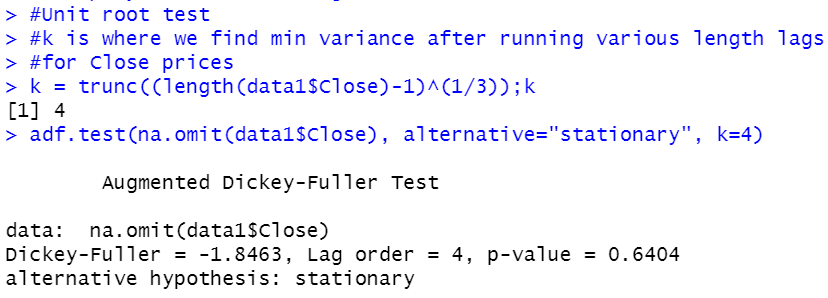 > #Unit root test
> #k is where we find min variance after running various length lags
> #for Close prices
> k = trunc((length(data1$Close)-1)^(1/3));k
[1] 4
> adf.test(na.omit(data1$Close), alternative="stationary", k=4)
Augmented Dickey-Fuller Test
data:  na.omit(data1$Close)
Dickey-Fuller = -1.8463, Lag order = 4, p-value = 0.6404
alternative hypothesis: stationary